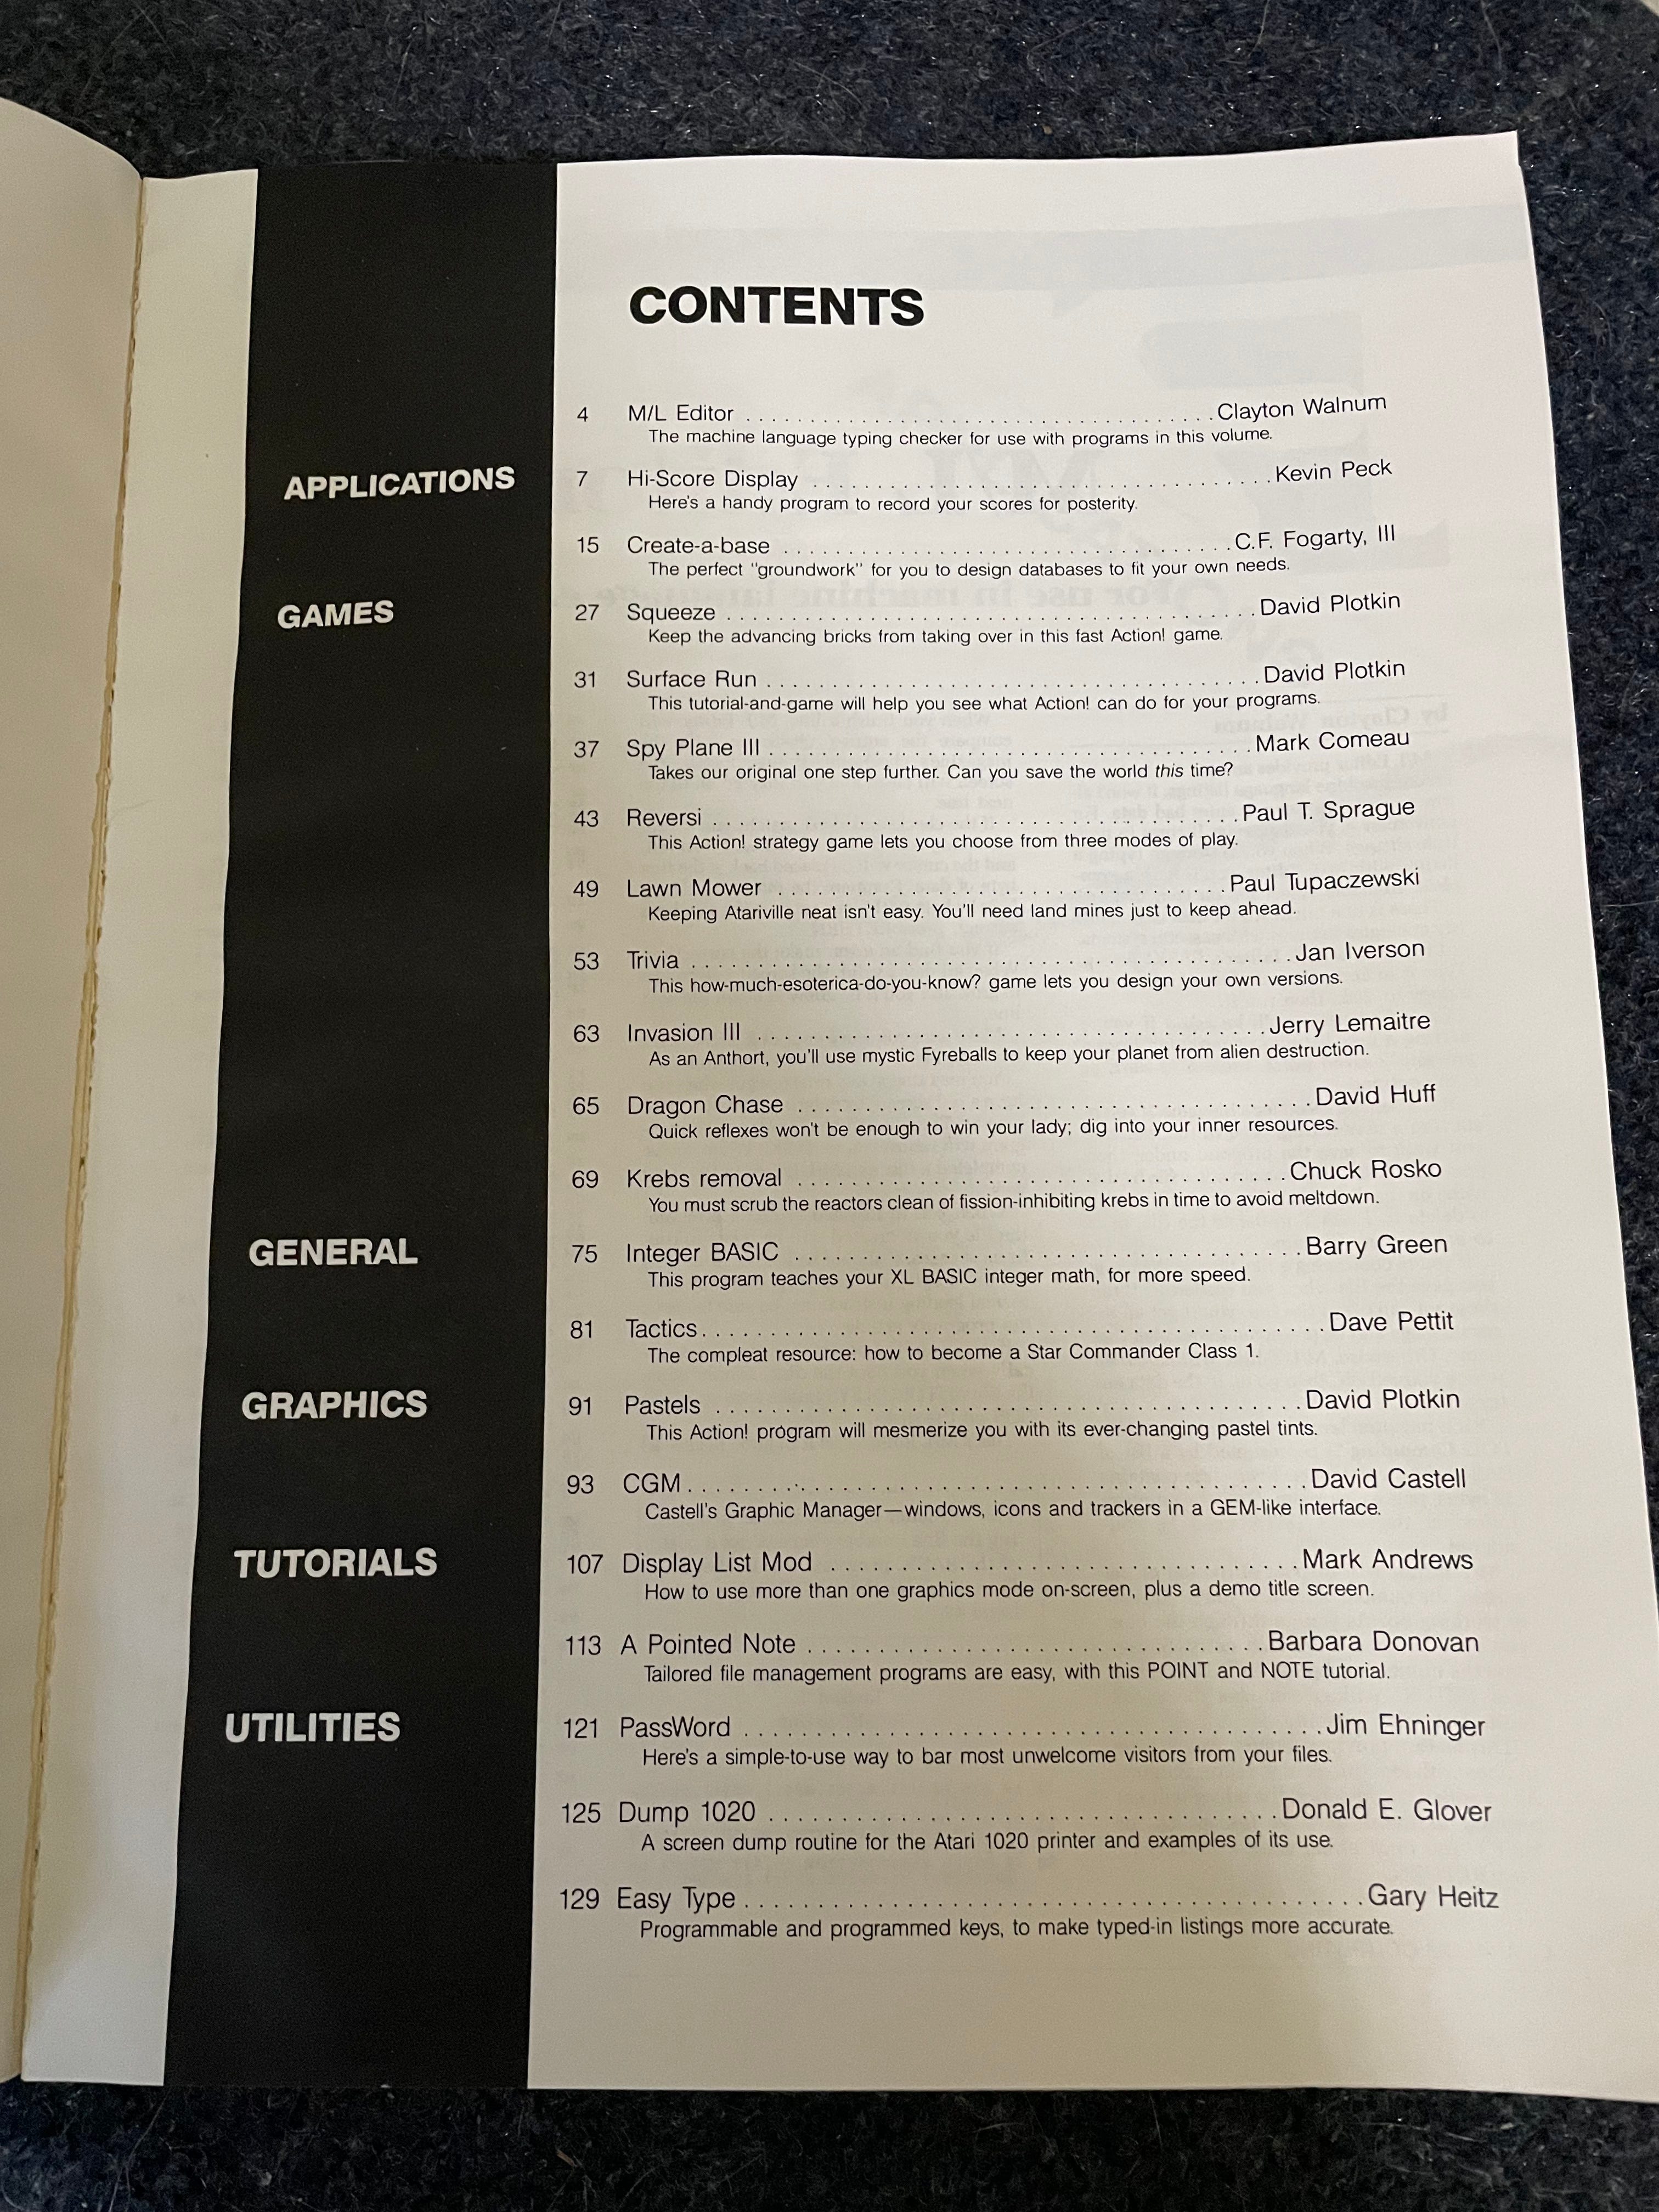 CONTENTS
4 M/L Editor . . . . . . . . . . Clayton Walnum
The machine language typing checker for use with programs in this volume.
APPLICATIONS
7 Hi-Score Display . . . . . . . . . . Kevin Peck
Here's a handy program to record your scores for posterity.
15 Create-a-base . . . . . . . . . . C.F. Fogarty, III
The perfect "groundwork" for you to design databases to fit your own needs.
GAMES
27 Squeeze . . . . . . . . . . David Plotkin
Keep the advancing bricks from taking over in this fast Action! game.
31 Surface Run . . . . . . . . . . David Plotkin
This tutorial-and-game will help you see what Action! can do for your programs.
37 Spy Plane III . . . . . . . . . . Mark Comeau
Takes our original one step further. Can you save the world this time?
43 Reversi . . . . . . . . . . Paul T. Sprague
This Action! strategy game lets you choose from three modes of play.
49 Lawn Mower . . . . . . . . . . Paul Tupaczewski
Keeping Atariville neat isn't easy. You'll need land mines just to keep ahead.
53 Trivia . . . . . . . . . . Jan Iverson
This how-much-esoterica-do-you-know? game lets you design your own versions.
63 Invasion III . . . . . . . . . . Jerry Lemaitre
As an Anthort, you'll use mystic Fyreballs to keep your planet from alien destruction.
65 Dragon Chase . . . . . . . . . . David Huff
Quick reflexes won't be enough to win your lady; dig into your inner resources.
69 Krebs removal . . . . . . . . . . Chuck Rosko
You must scrub the reactors clean of fission-inhibiting krebs in time to avoid meltdown.
GENERAL
75 Integer BASIC . . . . . . . . . . Barry Green
This program teaches your XL BASIC integer math, for more speed.
81 Tactics . . . . . . . . . . Dave Pettit
The compleat resource: how to become a Star Commander Class 1.
GRAPHICS
91 Pastels . . . . . . . . . . David Plotkin
This Action! program will mesmerize you with its ever-changing pastel tints.
93 CGM . . . . . . . . . . David Castell
Castell's Graphic Manager—windows, icons and trackers in a GEM-like interface.
TUTORIALS
107 Display List Mod . . . . . . . . . . Mark Andrews
How to use more than one graphics mode on-screen, plus a demo title screen.
113 A Pointed Note . . . . . . . . . . Barbara Donovan
Tailored file management programs are easy, with this POINT and NOTE tutorial.
UTILITIES
121 PassWord . . . . . . . . . . Jim Ehninger
Here's a simple-to-use way to bar most unwelcome visitors from your files.
125 Dump 1020 . . . . . . . . . . Donald E. Glover
A screen dump routine for the Atari 1020 printer and examples of its use.
129 Easy Type . . . . . . . . . . Gary Heitz
Programmable and programmed keys, to make typed-in listings more accurate.